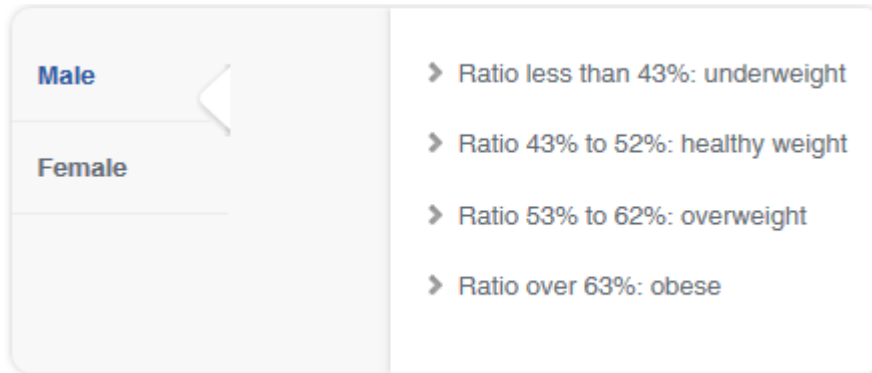 Male
Female
Ratio less than 43%: underweight
Ratio 43% to 52%: healthy weight
Ratio 53% to 62%: overweight
Ratio over 63%: obese